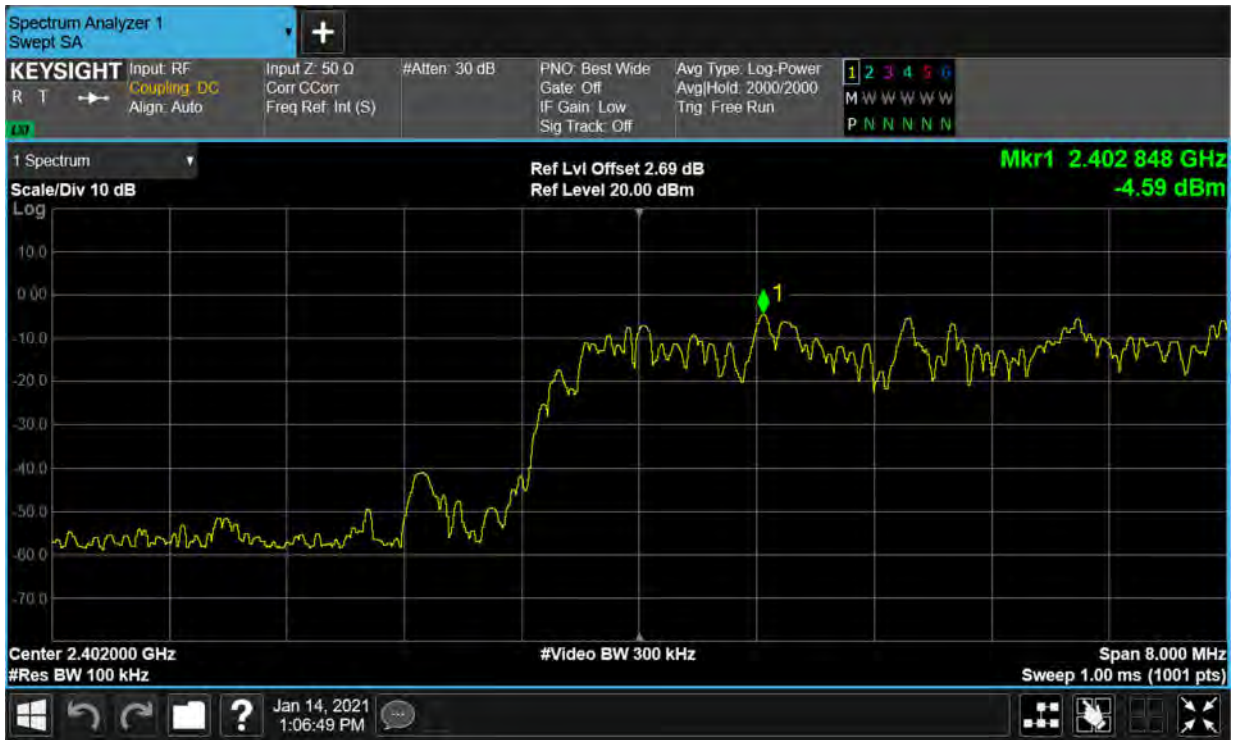 Spectrum Analyzer 1
Swept SA
+
KEYSIGHT
R T
LXI
Input: RF
Coupling: DC
Align: Auto
Input Z: 50 Ω
Corr CCorr
Freq Ref: Int (S)
#Atten: 30 dB
PNO: Best Wide
Gate: Off
IF Gain: Low
Sig Track: Off
Avg Type: Log-Power
Avg|Hold: 2000/2000
Trig: Free Run
1 2 3 4 5 6
M W W W W W
P N N N N N N
1 Spectrum
Scale/Div 10 dB
Log
Ref Lvl Offset 2.69 dB
Ref Level 20.00 dBm
Mkr1 2.402 848 GHz
-4.59 dBm
10.0
0.00
-10.0
-20.0
-30.0
-40.0
-50.0
-60.0
-70.0
1
Center 2.402000 GHz
#Res BW 100 kHz
#Video BW 300 kHz
Span 8.000 MHz
Sweep 1.00 ms (1001 pts)
?
Jan 14, 2021
1:06:49 PM